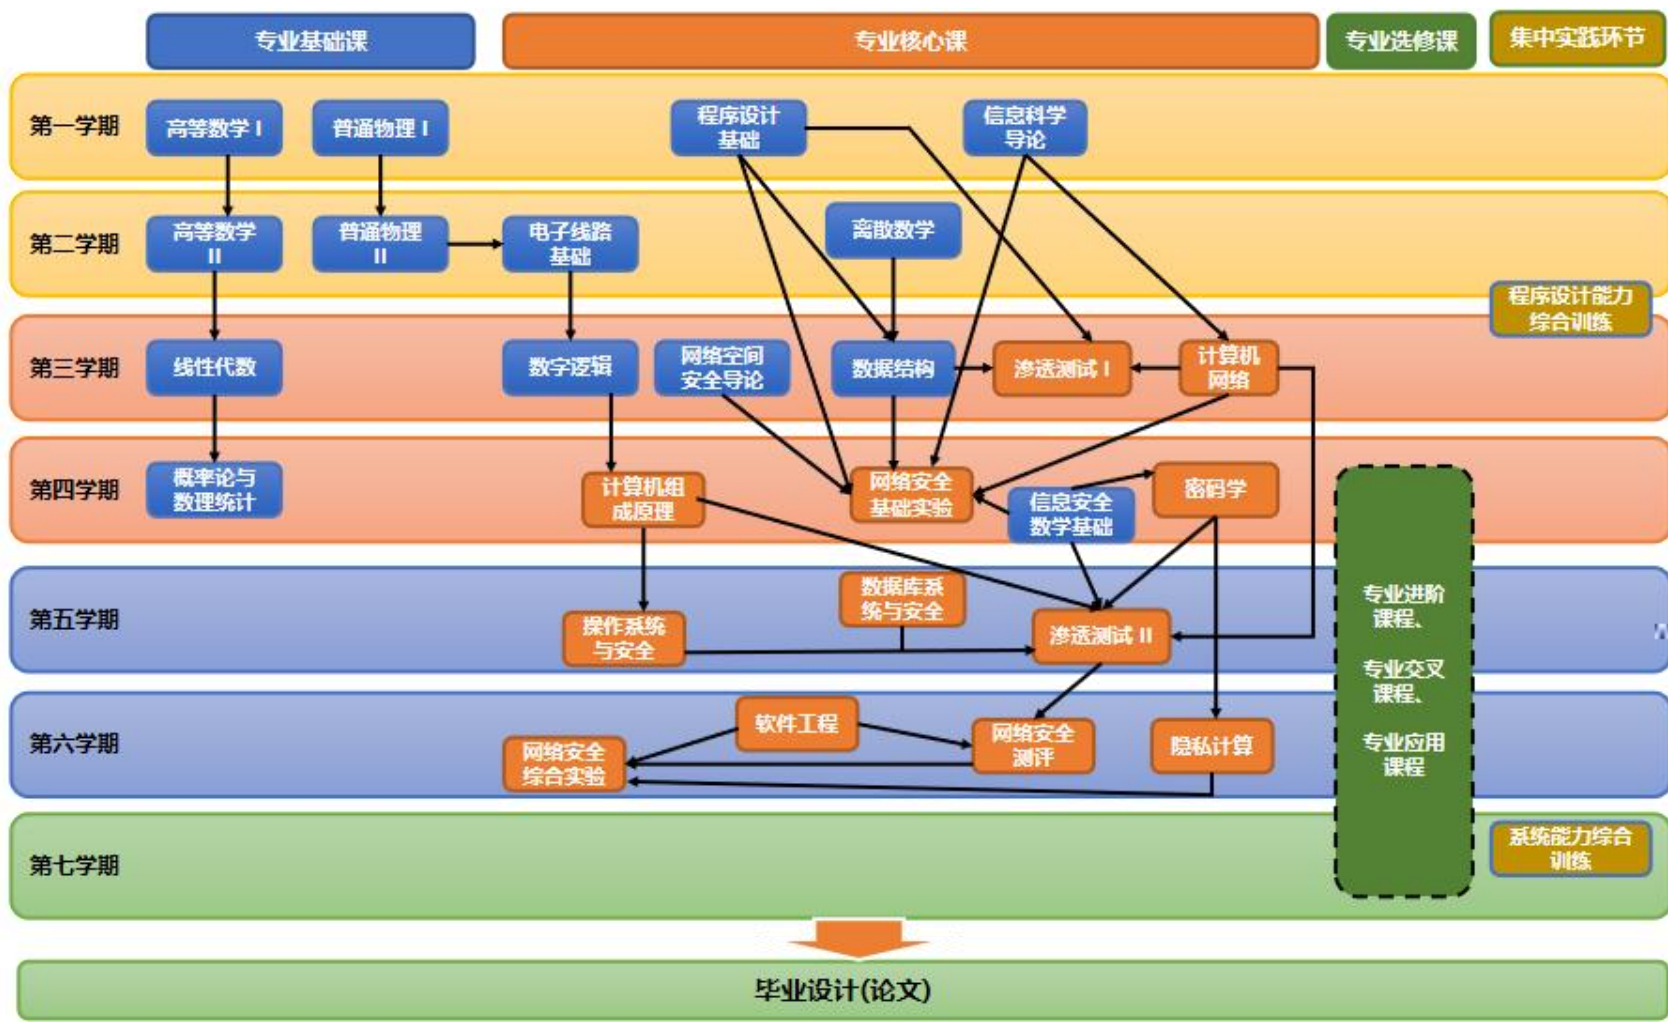 专业基础课
专业核心课
专业选修课
集中实践环节
第一学期
高等数学 I
普通物理 I
程序设计
基础
信息科学
导论
第二学期
高等数学
II
普通物理
II
电子线路
基础
离散数学
程序设计能力
综合训练
第三学期
线性代数
数字逻辑
网络空间
安全导论
数据结构
渗透测试 I
计算机
网络
第四学期
概率论与
数理统计
计算机组
成原理
网络安全
基础实验
信息安全
数学基础
密码学
第五学期
操作系统
与安全
数据库系
统与安全
渗透测试 II
专业进阶
课程、
专业交叉
课程、
专业应用
课程
第六学期
网络安全
综合实验
软件工程
网络安全
测评
隐私计算
第七学期
系统能力综合
训练
毕业设计(论文)